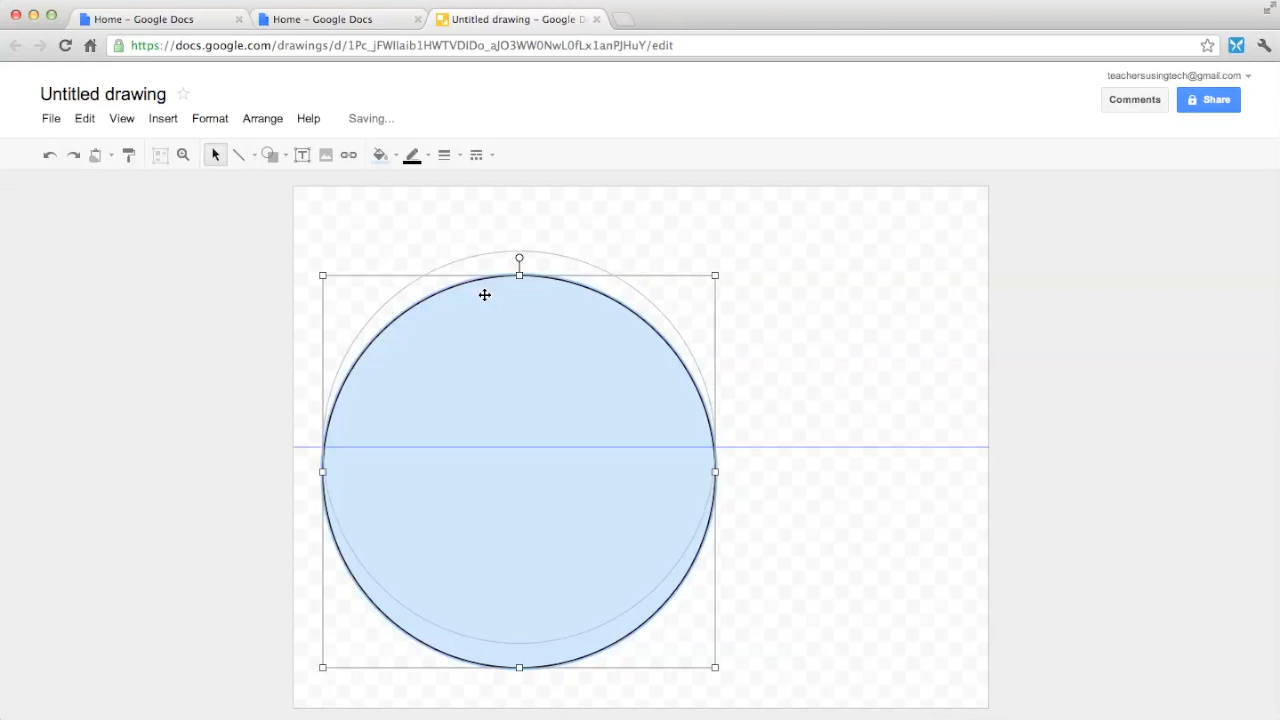 Home – Google Docs
Home – Google Docs
Untitled drawing – Google D
https://docs.google.com/drawings/d/1Pc_jFWIIaib1HWTVDIDo_aJO3WW0NwL0fLx1anPJHuY/edit
teachersusingtech@gmail.com
Untitled drawing
Comments
Share
File Edit View Insert Format Arrange Help Saving...